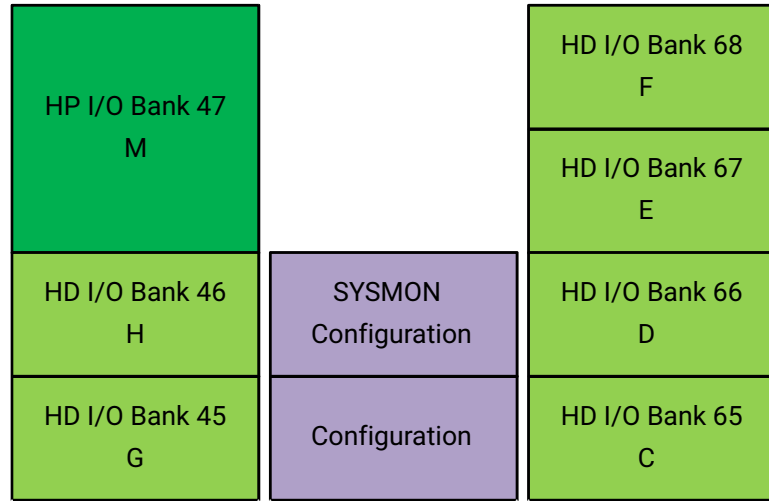 HP I/O Bank 47
M
HD I/O Bank 46
H
HD I/O Bank 45
G
SYSMON
Configuration
Configuration
HD I/O Bank 68
F
HD I/O Bank 67
E
HD I/O Bank 66
D
HD I/O Bank 65
C